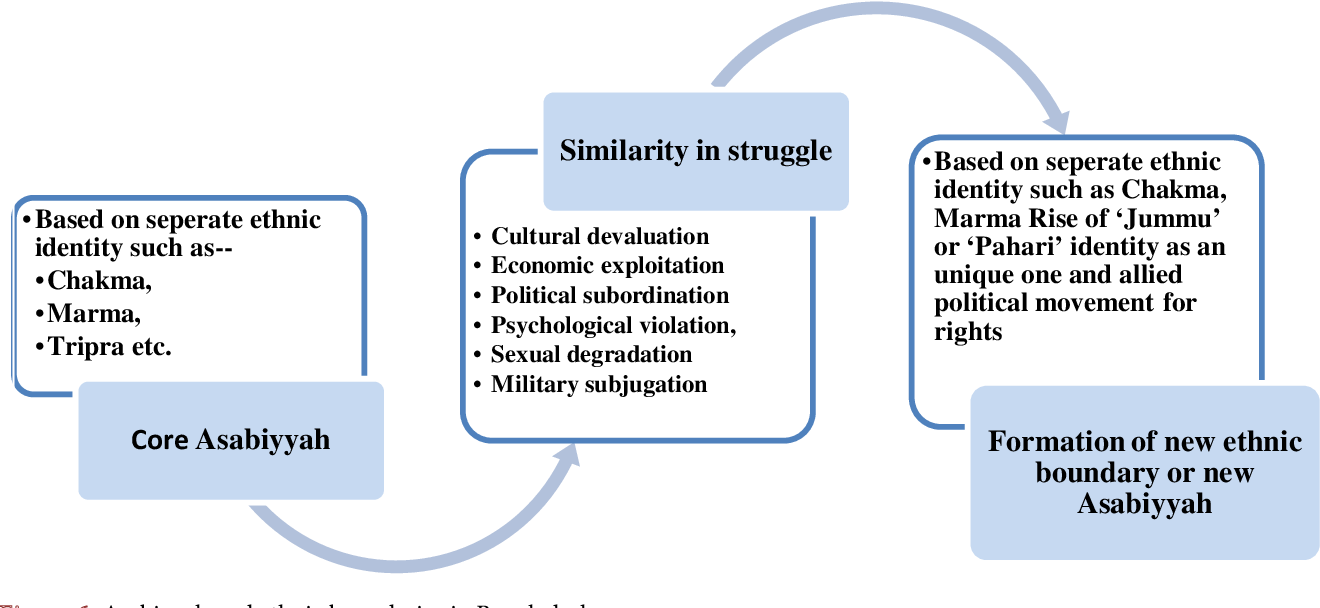 •Based on seperate ethnic
identity such as--
•Chakma,
•Marma,
•Tripra etc.
Core Asabiyyah
Similarity in struggle
• Cultural devaluation
• Economic exploitation
• Political subordination
• Psychological violation,
• Sexual degradation
• Military subjugation
•Based on seperate ethnic
identity such as Chakma,
Marma Rise of ‘Jummu’
or ‘Pahari’ identity as an
unique one and allied
political movement for
rights
Formation of new ethnic
boundary or new
Asabiyyah